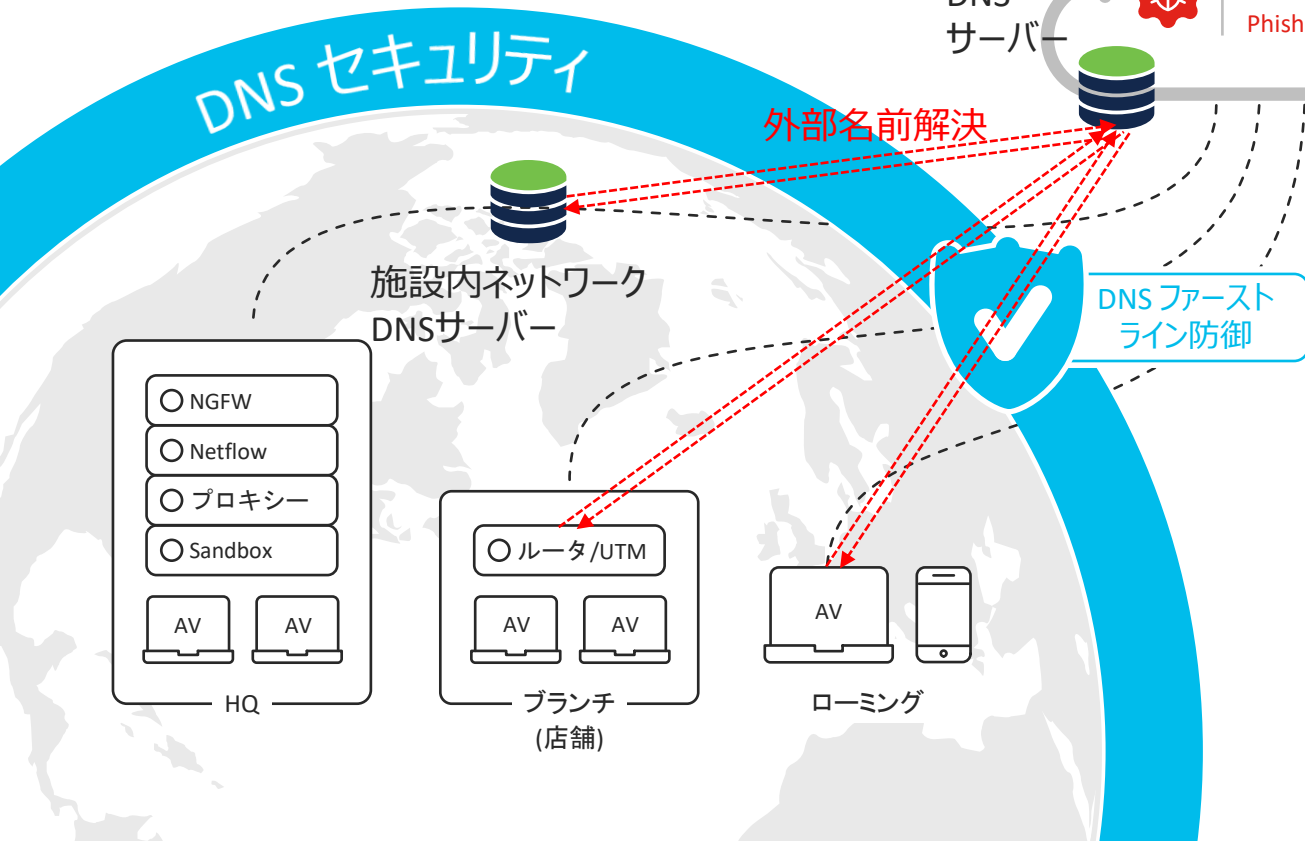 DNS
サーバー
Phish
DNS セキュリティ
外部名前解決
施設内ネットワーク
DNSサーバー
DNS ファースト
ライン防御
NGFW
Netflow
プロキシー
Sandbox
AV
AV
HQ
ルータ/UTM
AV
AV
ブランチ
(店舗)
AV
ローミング